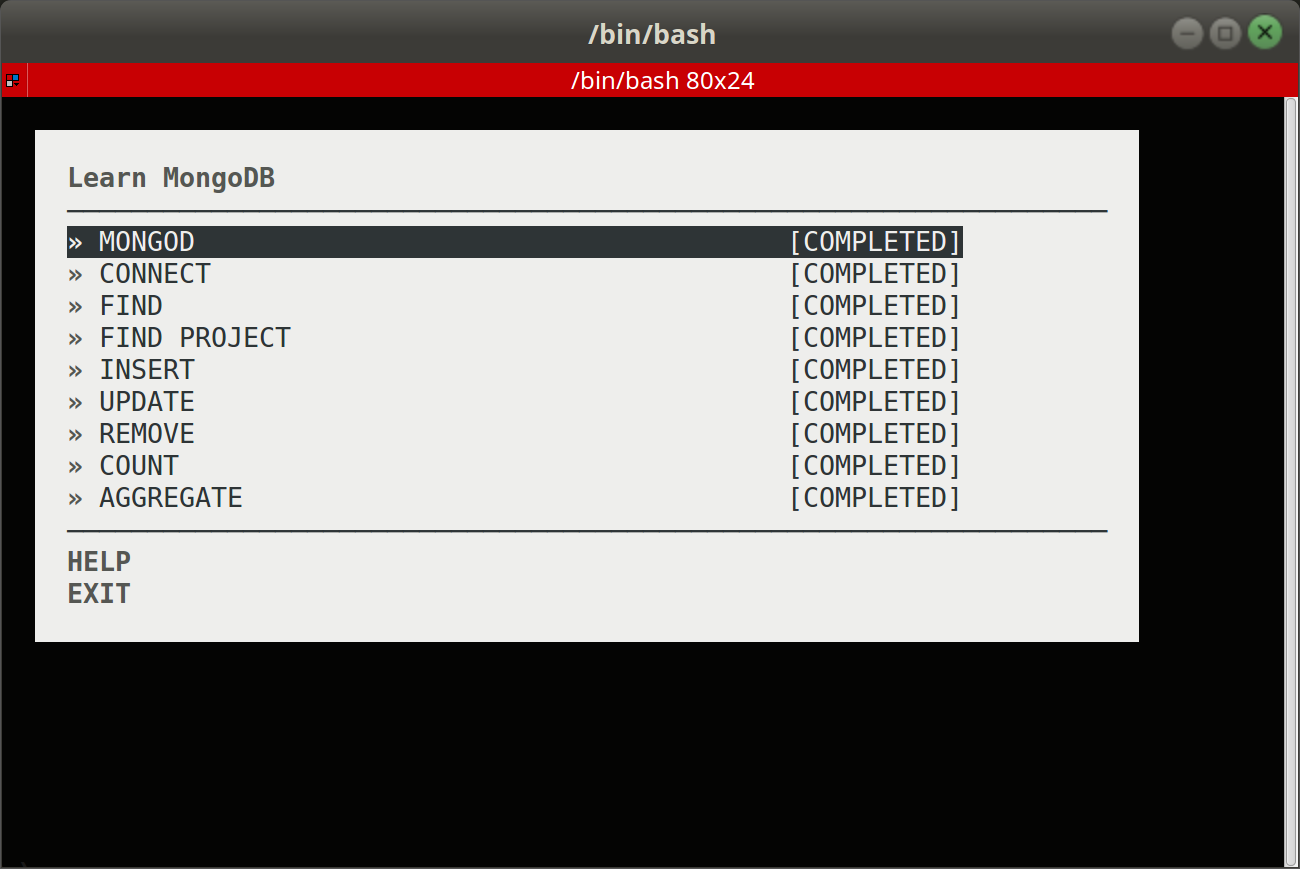 /bin/bash
/bin/bash 80x24
Learn MongoDB
» MONGOD [COMPLETED]
» CONNECT [COMPLETED]
» FIND [COMPLETED]
» FIND PROJECT [COMPLETED]
» INSERT [COMPLETED]
» UPDATE [COMPLETED]
» REMOVE [COMPLETED]
» COUNT [COMPLETED]
» AGGREGATE [COMPLETED]
HELP
EXIT